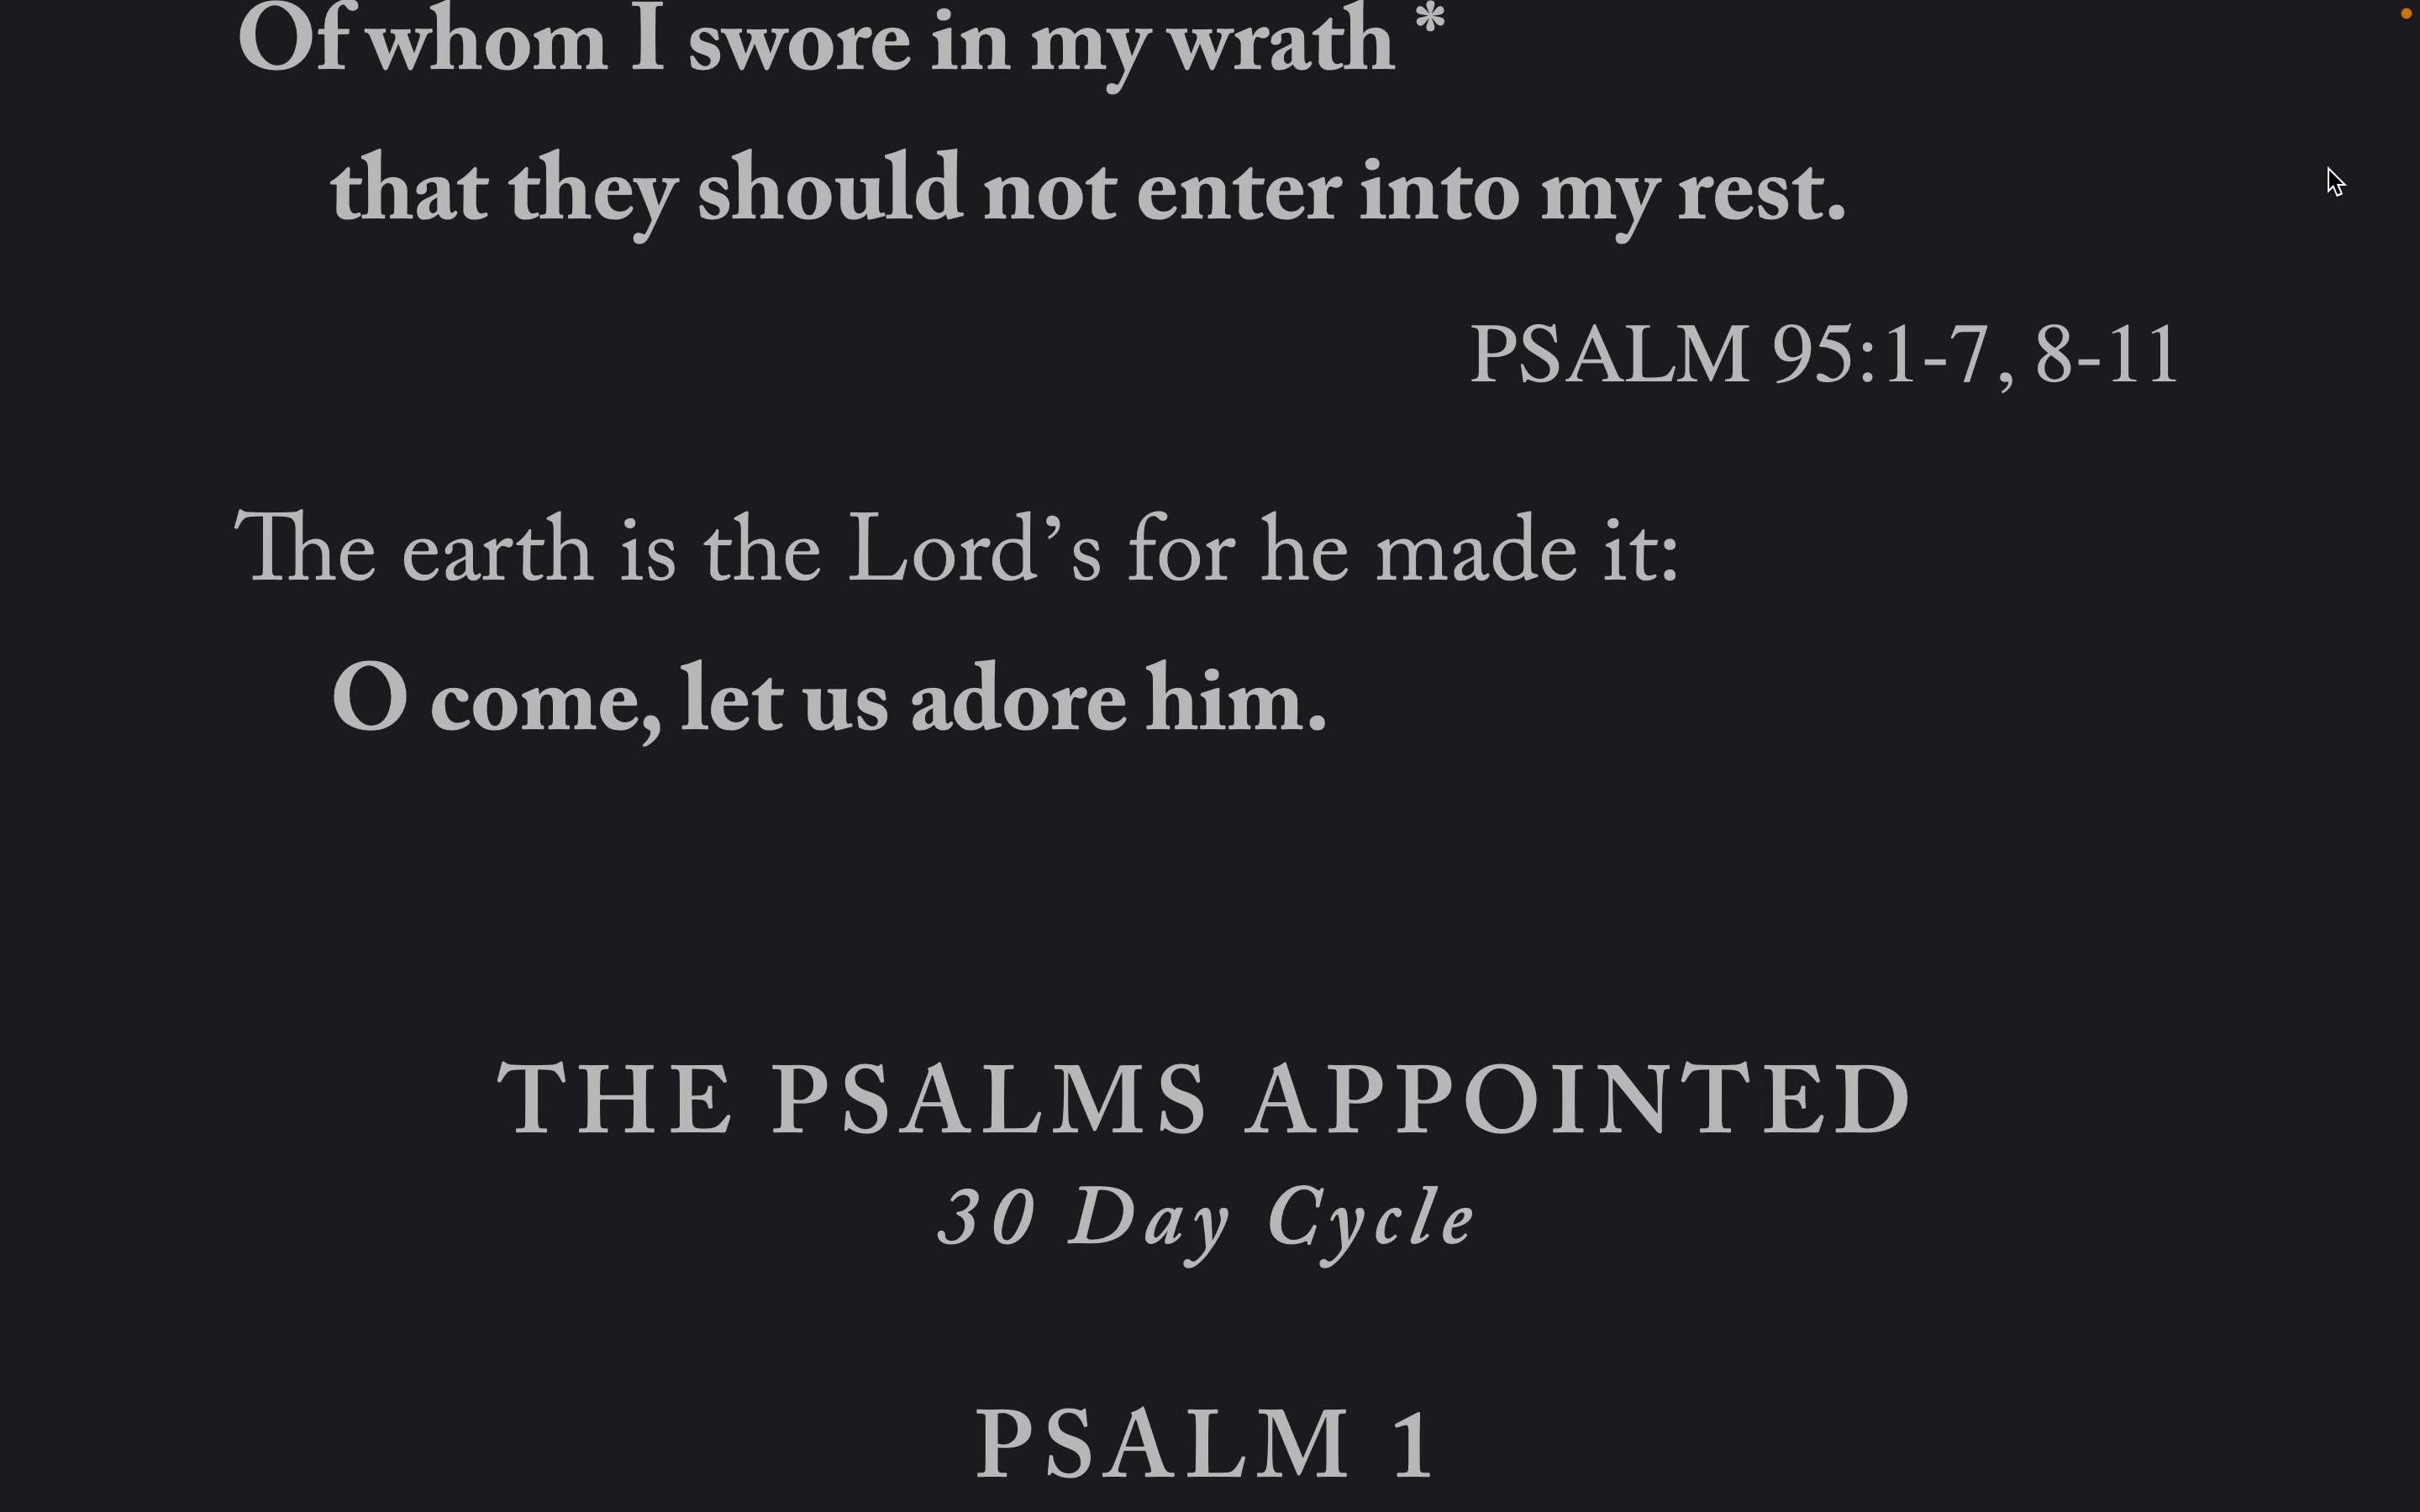 Of whom I swore in my wrath *
that they should not enter into my rest.
PSALM 95:1-7, 8-11
The earth is the Lord’s for he made it:
O come, let us adore him.
THE PSALMS APPOINTED
30 Day Cycle
PSALM 1